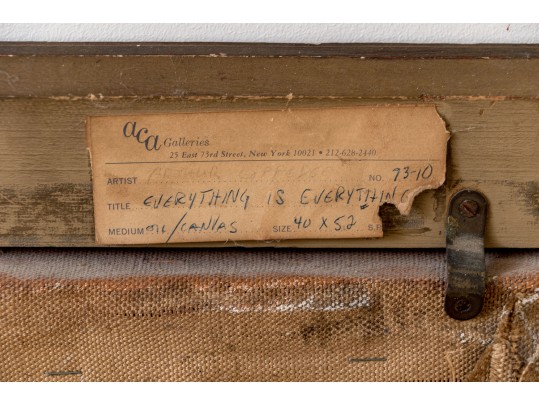 aca Galleries
25 East 73rd Street, New York 10021 • 212-628-2440
ARTIST NO. 73-10
TITLE EVERYTHING IS EVERYTHING
MEDIUM OIL/CANVAS SIZE 40 X 52 S.P.